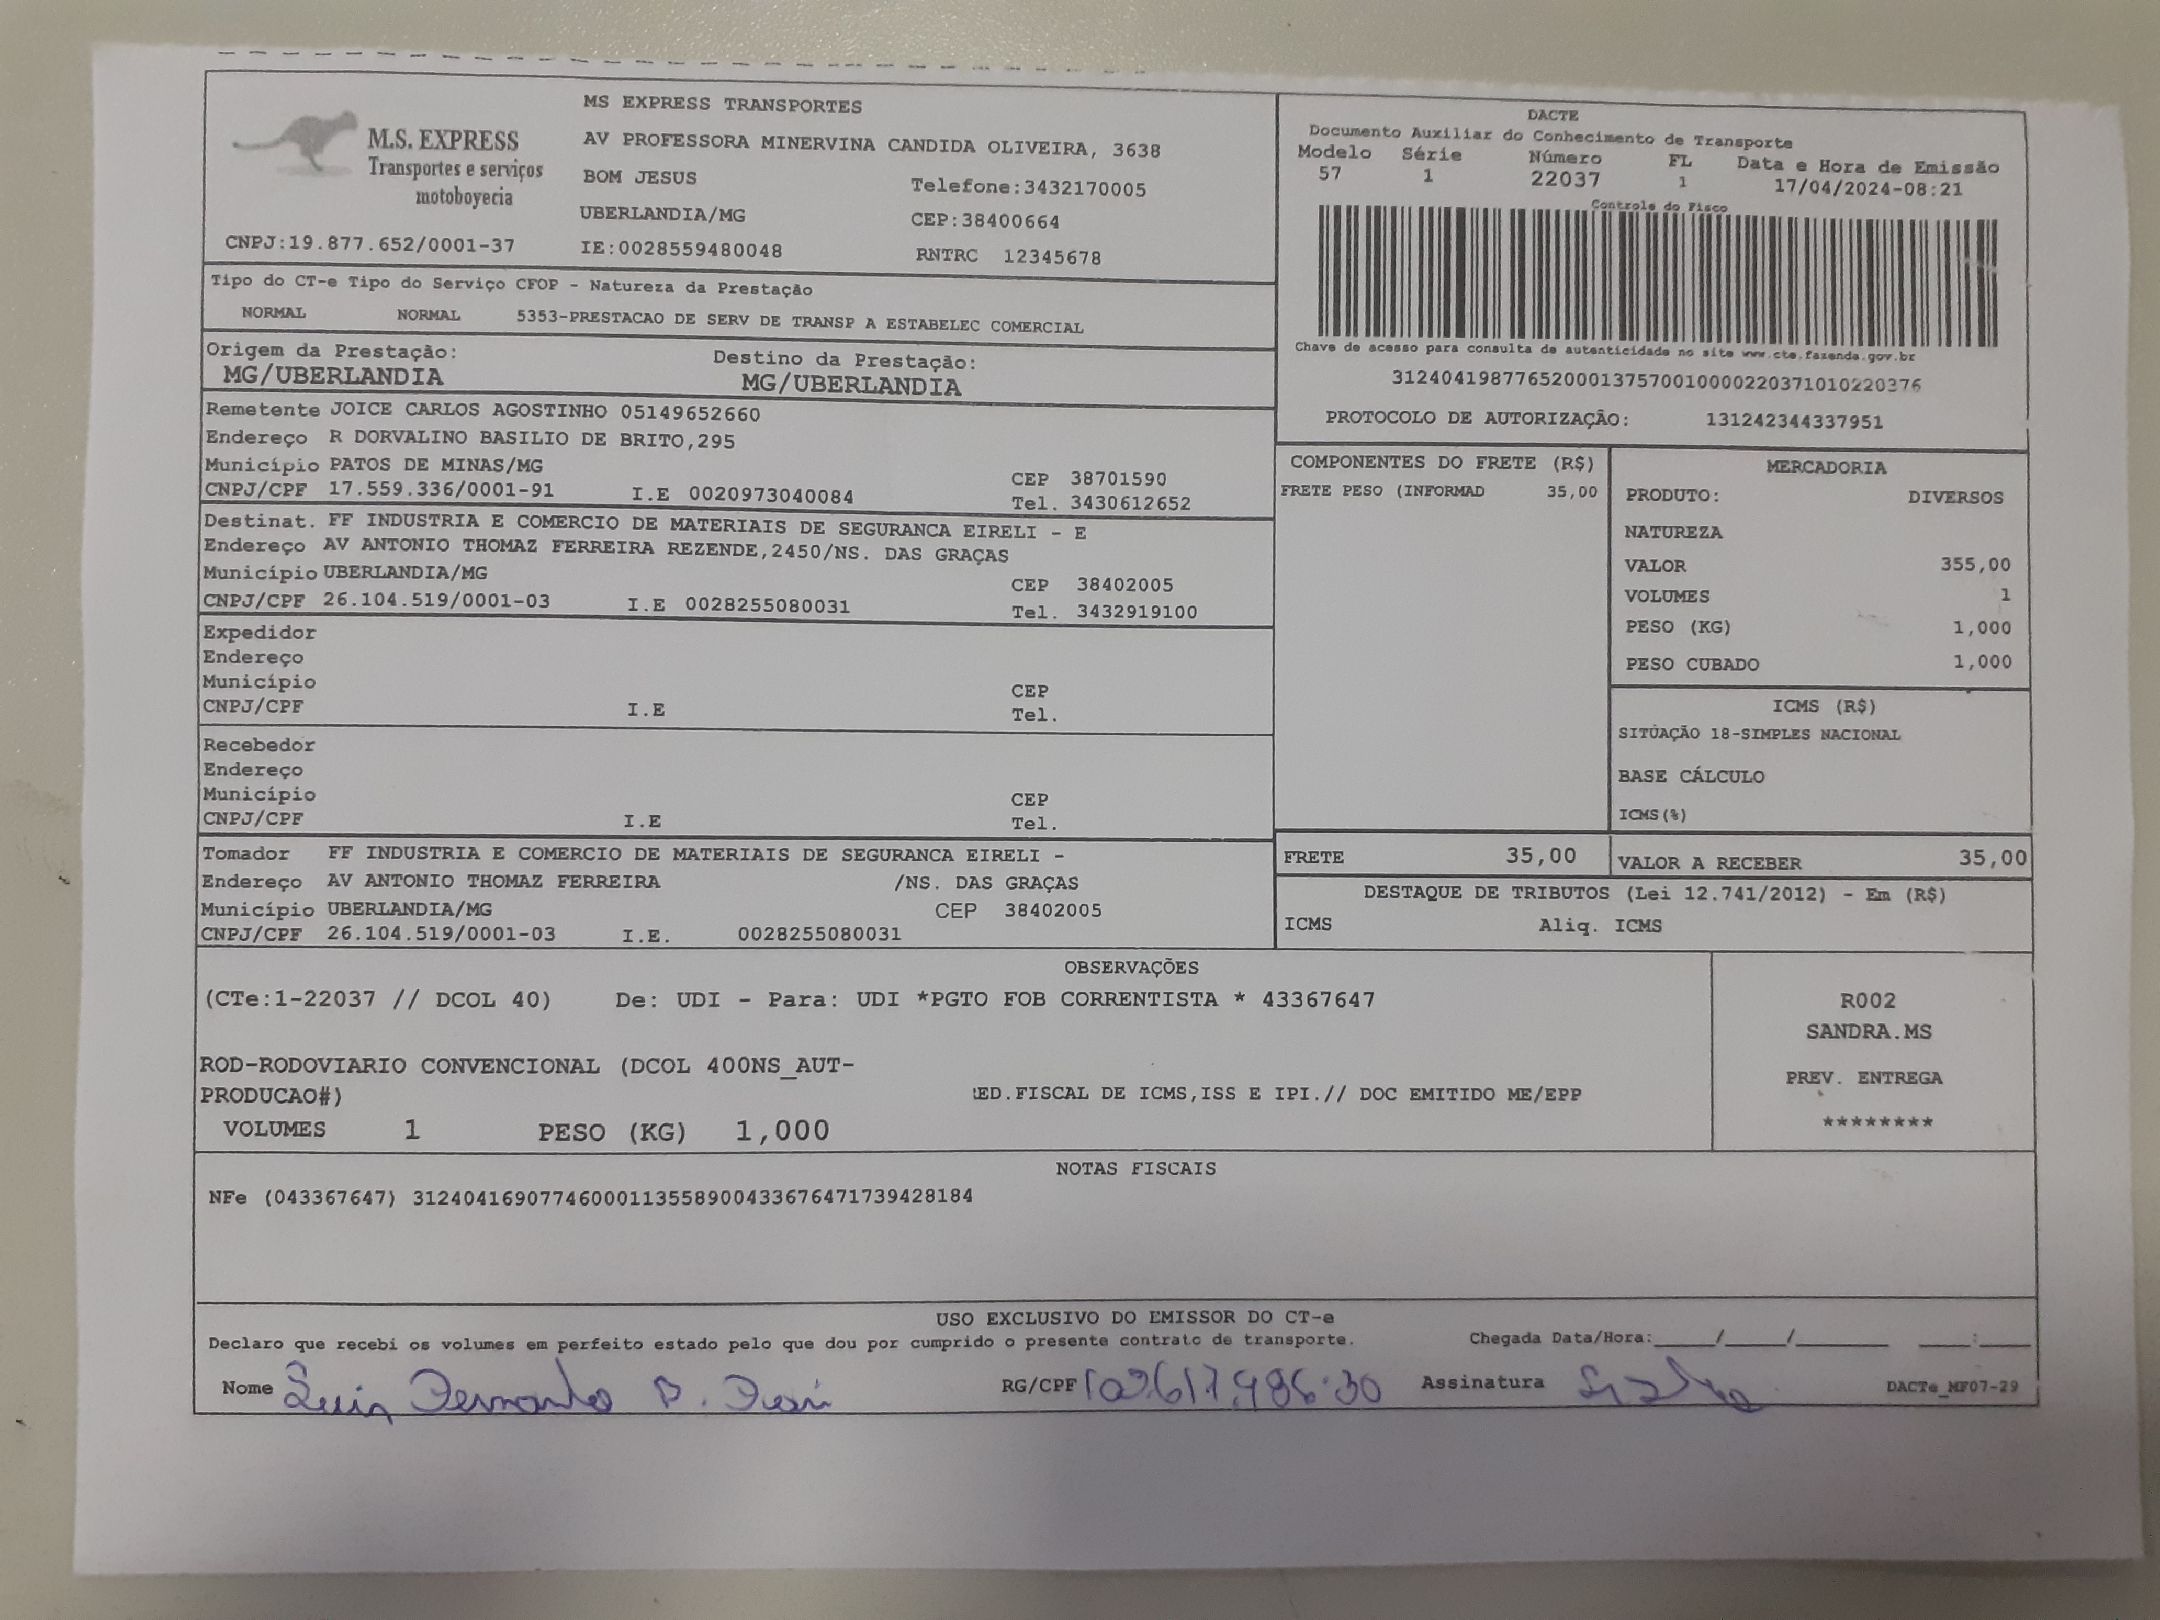 M.S. EXPRESS
Transportes e serviços
motoboyecia
CNPJ:19.877.652/0001-37
MS EXPRESS TRANSPORTES
AV PROFESSORA MINERVINA CANDIDA OLIVEIRA, 3638
BOM JESUS Telefone:3432170005
UBERLANDIA/MG CEP:38400664
IE:0028559480048 RNTRC 12345678
DACTE
Documento Auxiliar do Conhecimento de Transporte
Modelo Série Número FL Data e Hora de Emissão
57 1 22037 1 17/04/2024-08:21
Controle do Fisco
Chave de acesso para consulta de autenticidade no site www.cte.fazenda.gov.br
31240419877652000137570010000220371010220376
PROTOCOLO DE AUTORIZAÇÃO: 131242344337951
Tipo do CT-e Tipo do Serviço CFOP - Natureza da Prestação
NORMAL NORMAL 5353-PRESTACAO DE SERV DE TRANSP A ESTABELEC COMERCIAL
Origem da Prestação: Destino da Prestação:
MG/UBERLANDIA MG/UBERLANDIA
Remetente JOICE CARLOS AGOSTINHO 05149652660
Endereço R DORVALINO BASILIO DE BRITO,295
Município PATOS DE MINAS/MG CEP 38701590
CNPJ/CPF 17.559.336/0001-91 I.E 0020973040084 Tel. 3430612652
Destinat. FF INDUSTRIA E COMERCIO DE MATERIAIS DE SEGURANCA EIRELI - E
Endereço AV ANTONIO THOMAZ FERREIRA REZENDE,2450/NS. DAS GRAÇAS
Município UBERLANDIA/MG CEP 38402005
CNPJ/CPF 26.104.519/0001-03 I.E 0028255080031 Tel. 3432919100
Expedidor
Endereço
Município CEP
CNPJ/CPF I.E Tel.
Recebedor
Endereço
Município CEP
CNPJ/CPF I.E Tel.
Tomador FF INDUSTRIA E COMERCIO DE MATERIAIS DE SEGURANCA EIRELI -
Endereço AV ANTONIO THOMAZ FERREIRA /NS. DAS GRAÇAS
Município UBERLANDIA/MG CEP 38402005
CNPJ/CPF 26.104.519/0001-03 I.E. 0028255080031
COMPONENTES DO FRETE (R$)
FRETE PESO (INFORMAD 35,00
MERCADORIA
PRODUTO: DIVERSOS
NATUREZA
VALOR 355,00
VOLUMES 1
PESO (KG) 1,000
PESO CUBADO 1,000
ICMS (R$)
SITUAÇÃO 18-SIMPLES NACIONAL
BASE CÁLCULO
ICMS(%)
FRETE 35,00 VALOR A RECEBER 35,00
DESTAQUE DE TRIBUTOS (Lei 12.741/2012) - Em (R$)
ICMS Aliq. ICMS
OBSERVAÇÕES
(CTe:1-22037 // DCOL 40) De: UDI - Para: UDI *PGTO FOB CORRENTISTA * 43367647
ROD-RODOVIARIO CONVENCIONAL (DCOL 400NS_AUT-
PRODUCAO#) ED.FISCAL DE ICMS,ISS E IPI.// DOC EMITIDO ME/EPP
VOLUMES 1 PESO (KG) 1,000
R002
SANDRA.MS
PREV. ENTREGA
********
NOTAS FISCAIS
NFe (043367647) 31240416907746000113558900433676471739428184
USO EXCLUSIVO DO EMISSOR DO CT-e
Declaro que recebi os volumes em perfeito estado pelo que dou por cumprido o presente contrato de transporte. Chegada Data/Hora:____/____/________ ____:____
Nome Luis Fernando RG/CPF Assinatura DACTe_MF07-29